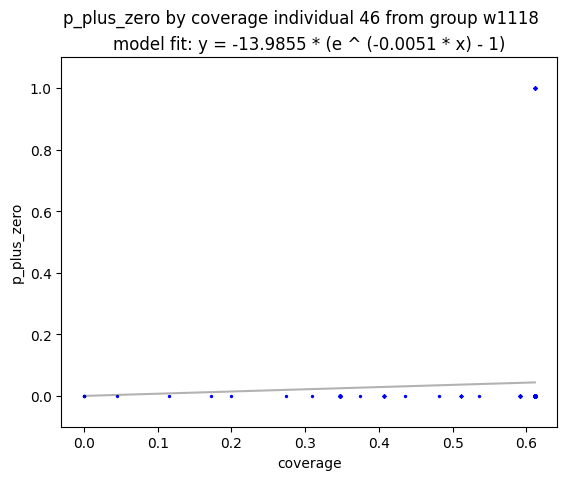 p_plus_zero by coverage individual 46 from group w1118
model fit: y = -13.9855 * (e ^ (-0.0051 * x) - 1)
1.0
0.8
0.6
0.4
0.2
0.0
p_plus_zero
0.0 0.1 0.2 0.3 0.4 0.5 0.6
coverage